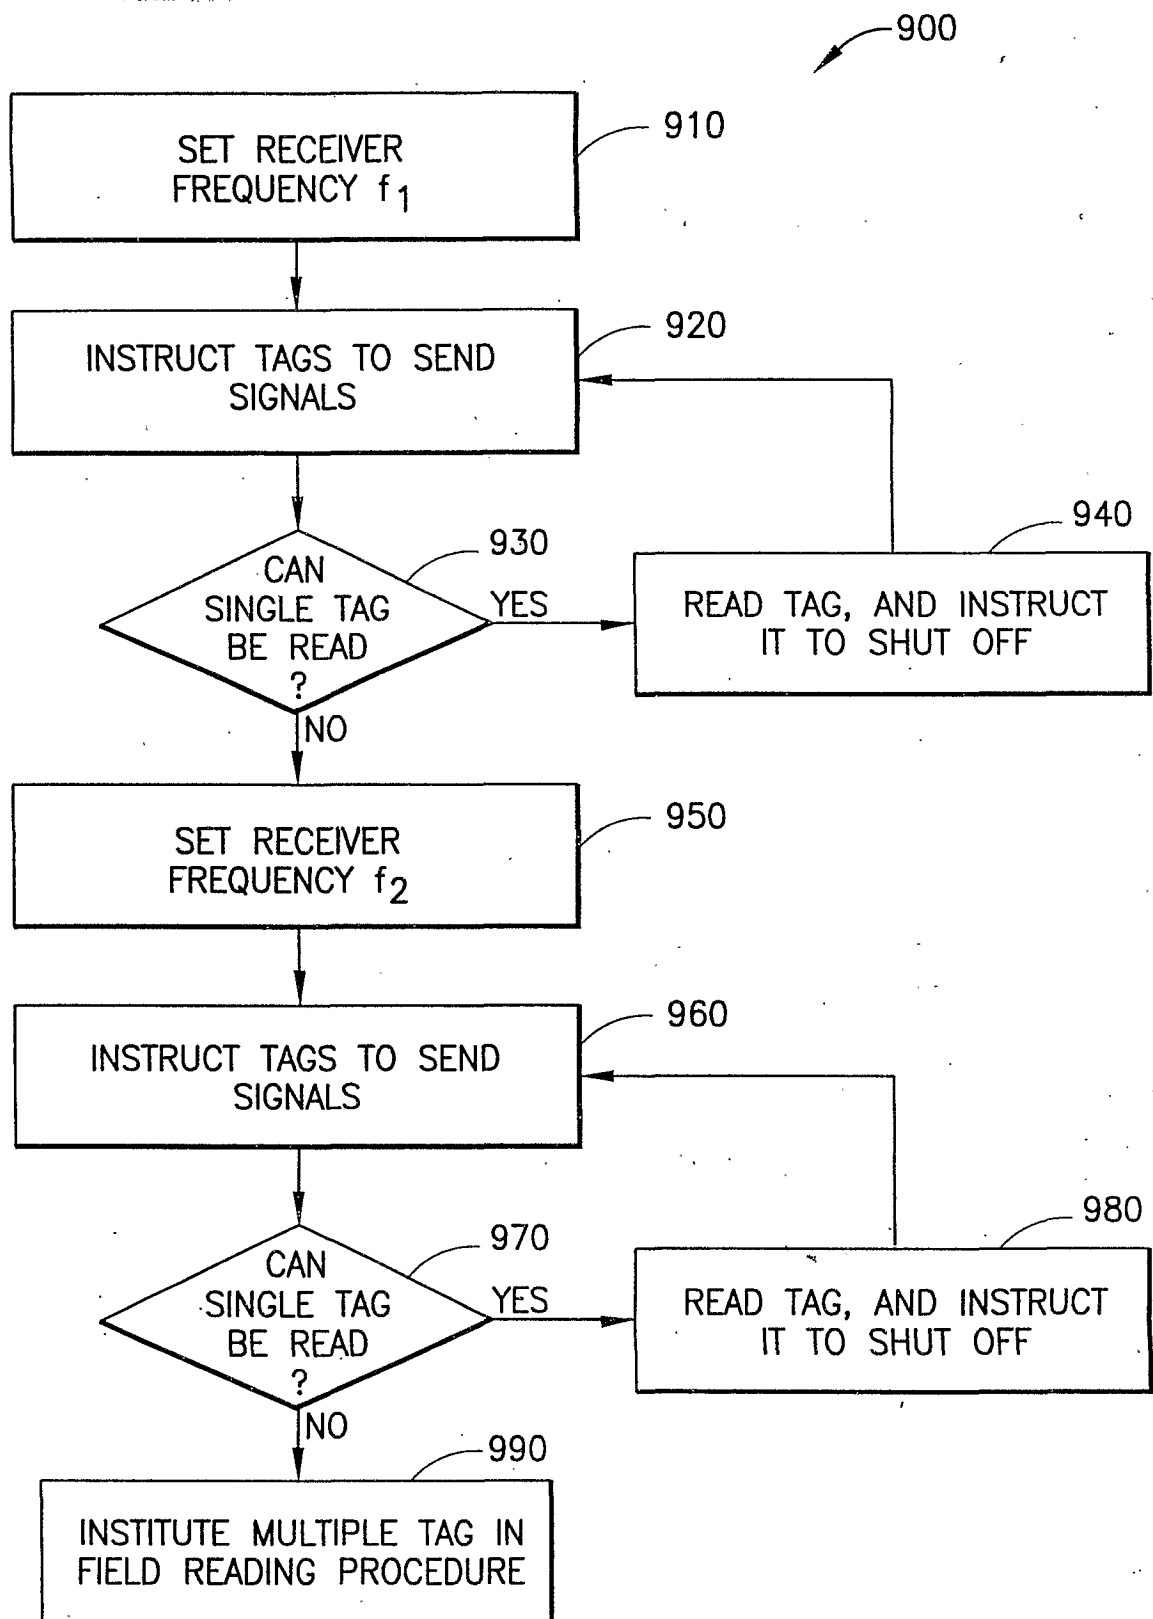 900
SET RECEIVER
FREQUENCY f1
910
INSTRUCT TAGS TO SEND
SIGNALS
920
CAN
SINGLE TAG
BE READ
?
930
YES
READ TAG, AND INSTRUCT
IT TO SHUT OFF
940
NO
SET RECEIVER
FREQUENCY f2
950
INSTRUCT TAGS TO SEND
SIGNALS
960
CAN
SINGLE TAG
BE READ
?
970
YES
READ TAG, AND INSTRUCT
IT TO SHUT OFF
980
NO
990
INSTITUTE MULTIPLE TAG IN
FIELD READING PROCEDURE